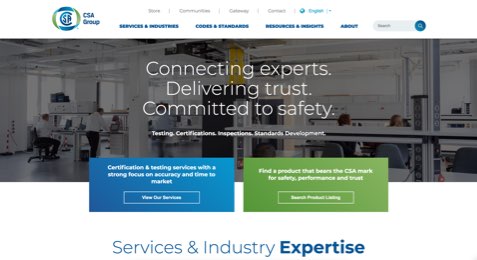 CSA
Group
Store | Communities | Gateway | Contact | English
SERVICES & INDUSTRIES CODES & STANDARDS RESOURCES & INSIGHTS ABOUT
Search
Connecting experts.
Delivering trust.
Committed to safety.
Testing. Certifications. Inspections. Standards Development.
Certification & testing services with a
strong focus on accuracy and time to
market
View Our Services
Find a product that bears the CSA mark
for safety, performance and trust
Search Product Listing
Services & Industry Expertise